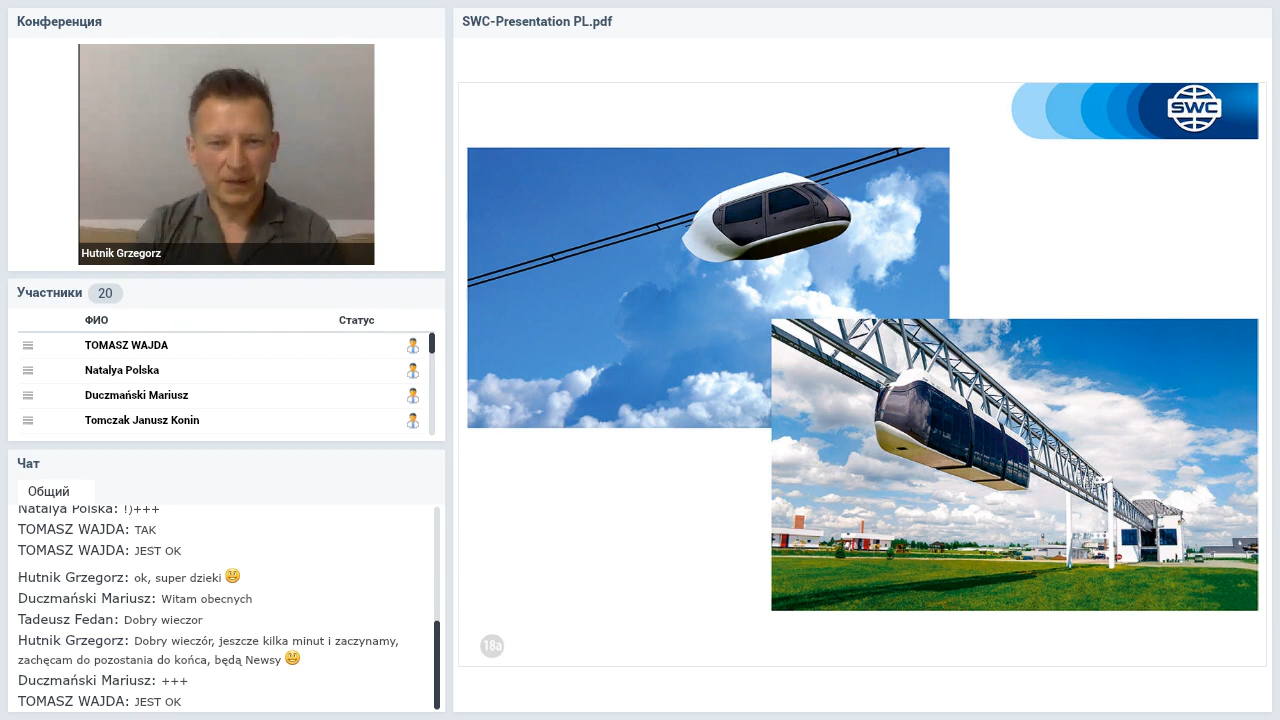 Конференция
Hutnik Grzegorz
Участники 20
ФИО Статус
TOMASZ WAJDA
Natalya Polska
Duczmański Mariusz
Tomczak Janusz Konin
Чат
Общий
Natalya Polska: !)+++
TOMASZ WAJDA: TAK
TOMASZ WAJDA: JEST OK
Hutnik Grzegorz: ok, super dzieki
Duczmański Mariusz: Witam obecnych
Tadeusz Fedan: Dobry wieczor
Hutnik Grzegorz: Dobry wieczór, jeszcze kilka minut i zaczynamy,
zachęcam do pozostania do końca, będą Newsy
Duczmański Mariusz: +++
TOMASZ WAJDA: JEST OK
SWC-Presentation PL.pdf
SWC
18a